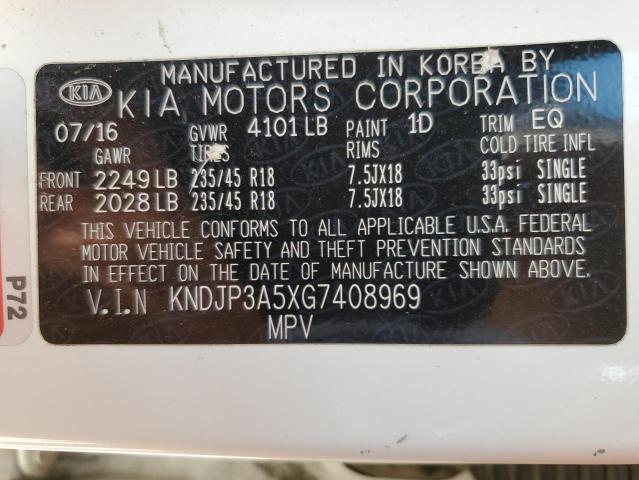 MANUFACTURED IN KOREA BY
KIA KIA MOTORS CORPORATION
07/16 GVWR 4101 LB PAINT 1D TRIM EQ
GAWR TIRES RIMS COLD TIRE INFL
FRONT 2249 LB 235/45 R18 7.5JX18 33psi SINGLE
REAR 2028 LB 235/45 R18 7.5JX18 33psi SINGLE
THIS VEHICLE CONFORMS TO ALL APPLICABLE U.S.A. FEDERAL
MOTOR VEHICLE SAFETY AND THEFT PREVENTION STANDARDS
IN EFFECT ON THE DATE OF MANUFACTURE SHOWN ABOVE.
V.I.N KNDJP3A5XG7408969
MPV
P72